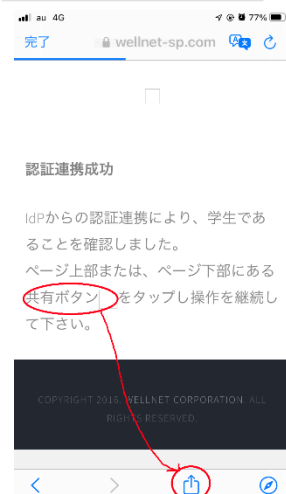 au 4G 77%
完了 wellnet-sp.com
認証連携成功
IdPからの認証連携により、学生であ
ることを確認しました。
ページ上部または、ページ下部にある
共有ボタン をタップし操作を継続し
て下さい。
COPYRIGHT 2016, WELLNET CORPORATION. ALL
RIGHTS RESERVED.